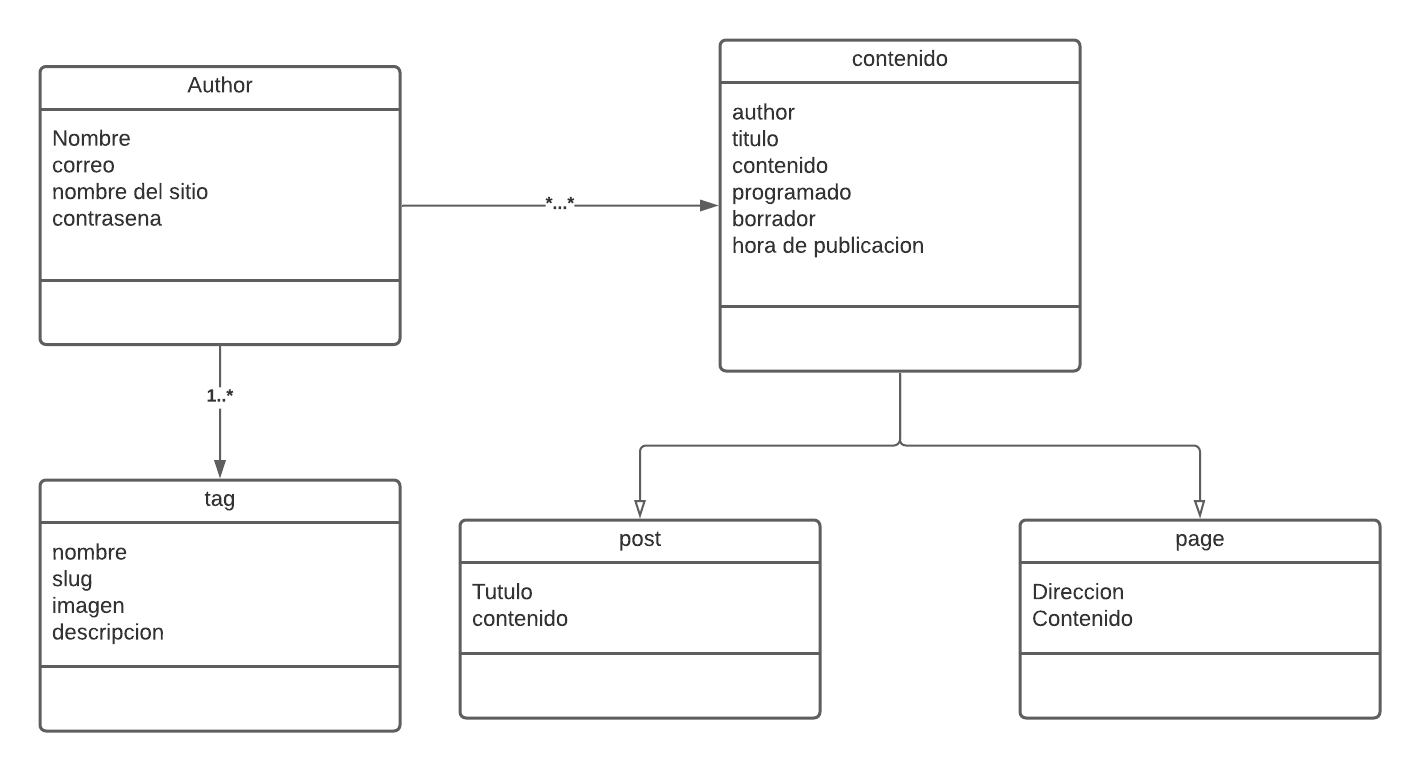 Author
Nombre
correo
nombre del sitio
contrasena
*...*
contenido
author
titulo
contenido
programado
borrador
hora de publicacion
1..*
tag
nombre
slug
imagen
descripcion
post
Tutulo
contenido
page
Direccion
Contenido